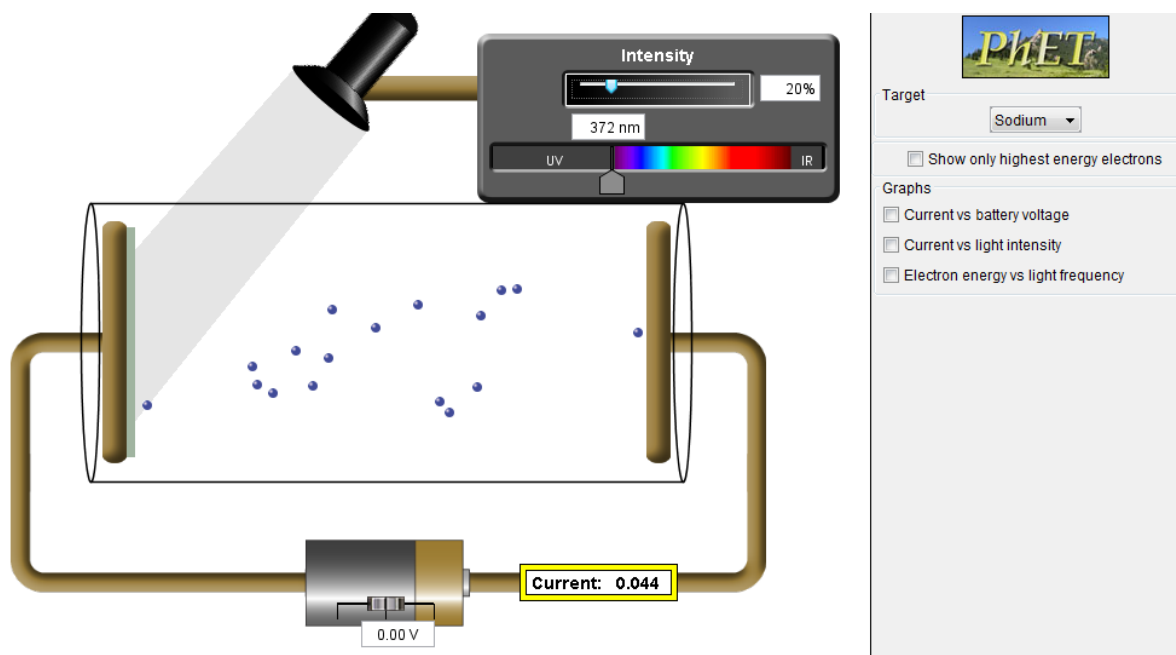 PhET
Intensity
20%
372 nm
UV
IR
Target
Sodium
Show only highest energy electrons
Graphs
Current vs battery voltage
Current vs light intensity
Electron energy vs light frequency
Current: 0.044
0.00 V